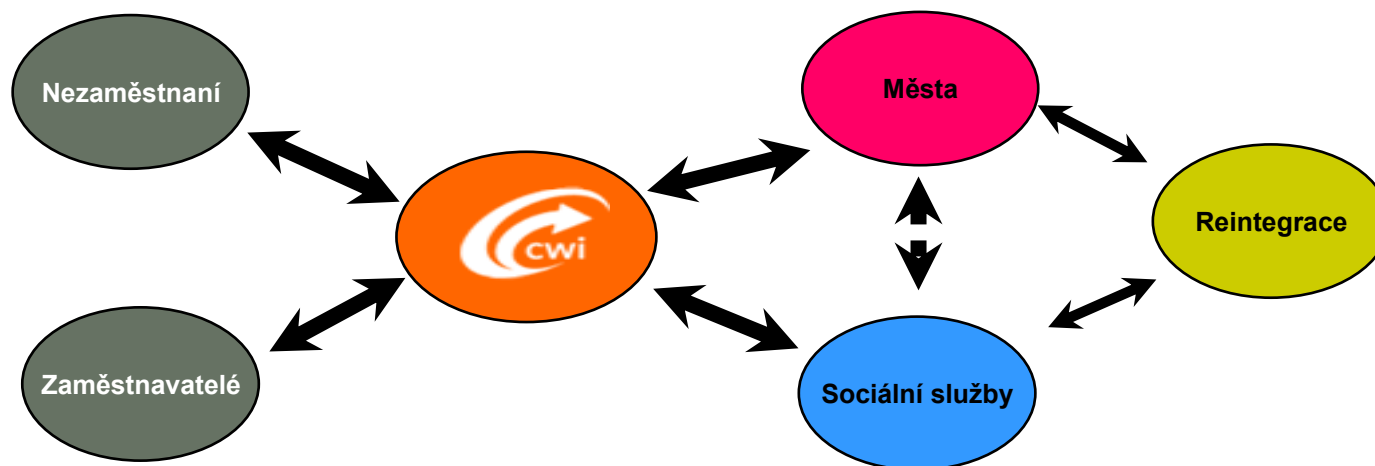 Nezaměstnaní
Města
cwi
Reintegrace
Zaměstnavatelé
Sociální služby